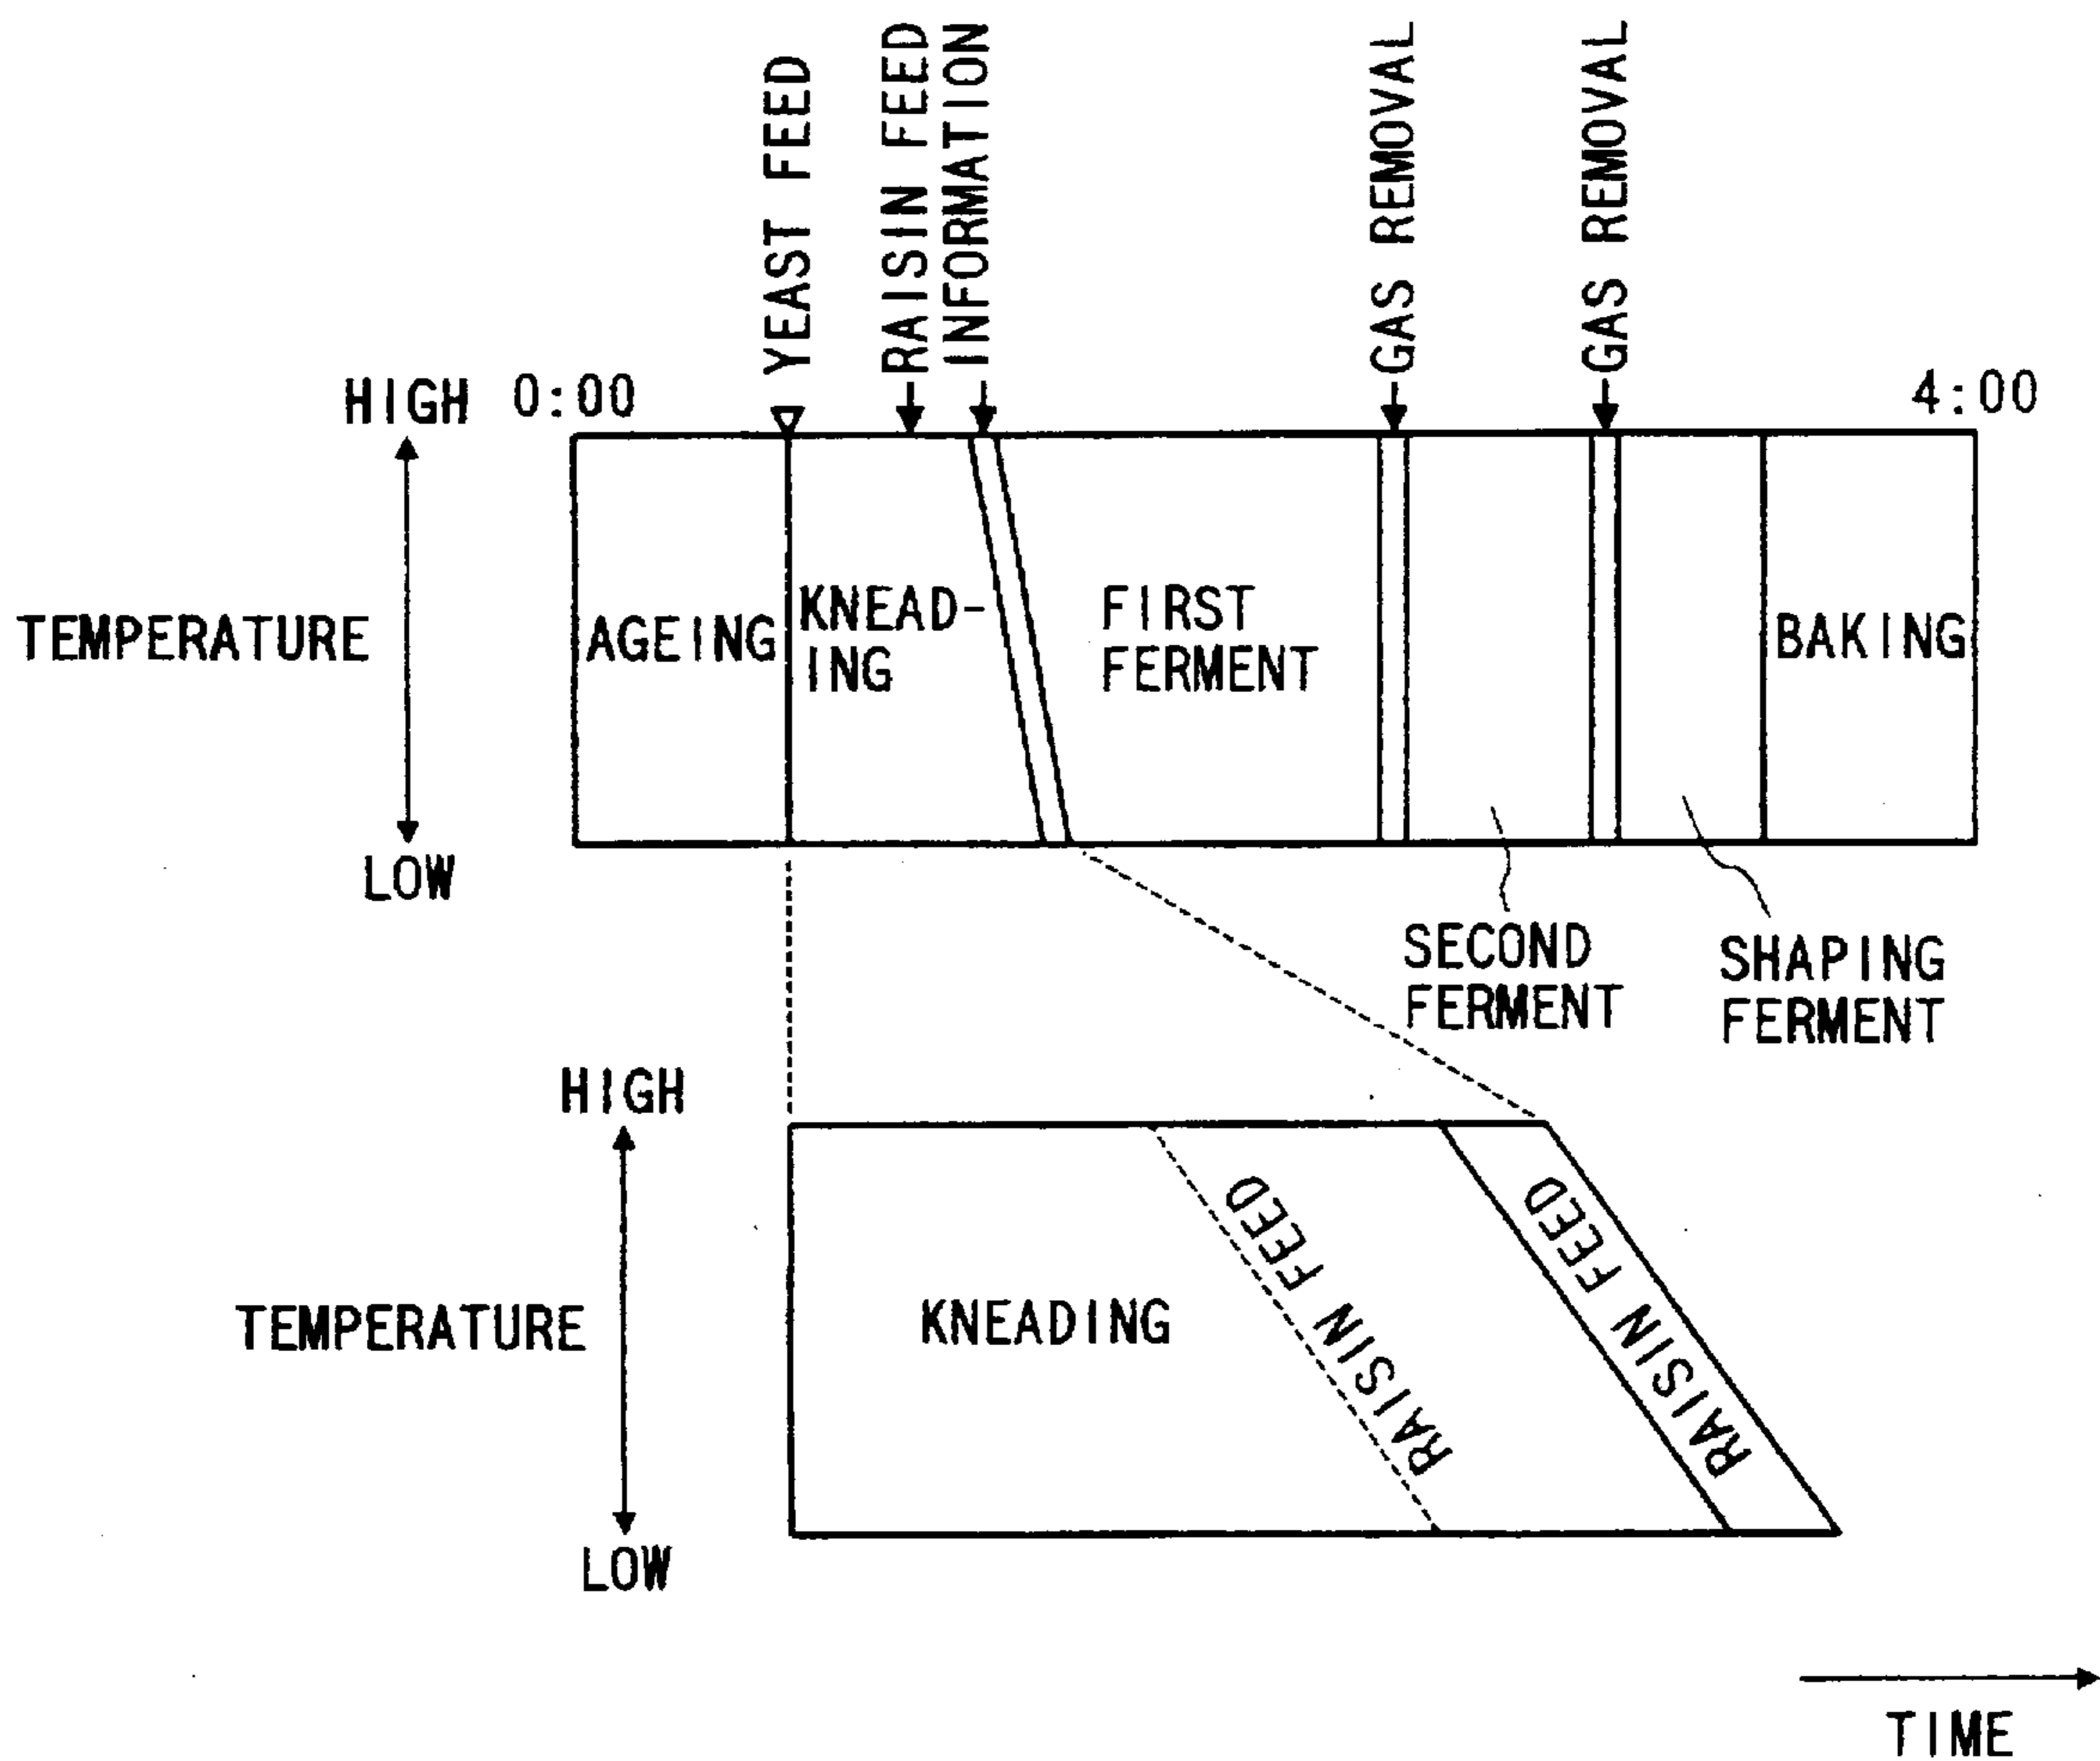 YEAST FEED
RAISIN FEED
INFORMATION
GAS REMOVAL
GAS REMOVAL
HIGH
0:00
4:00
TEMPERATURE
AGEING
KNEAD-
ING
FIRST
FERMENT
BAKING
LOW
SECOND
FERMENT
SHAPING
FERMENT
HIGH
TEMPERATURE
KNEADING
RAISIN FEED
RAISIN FEED
LOW
TIME